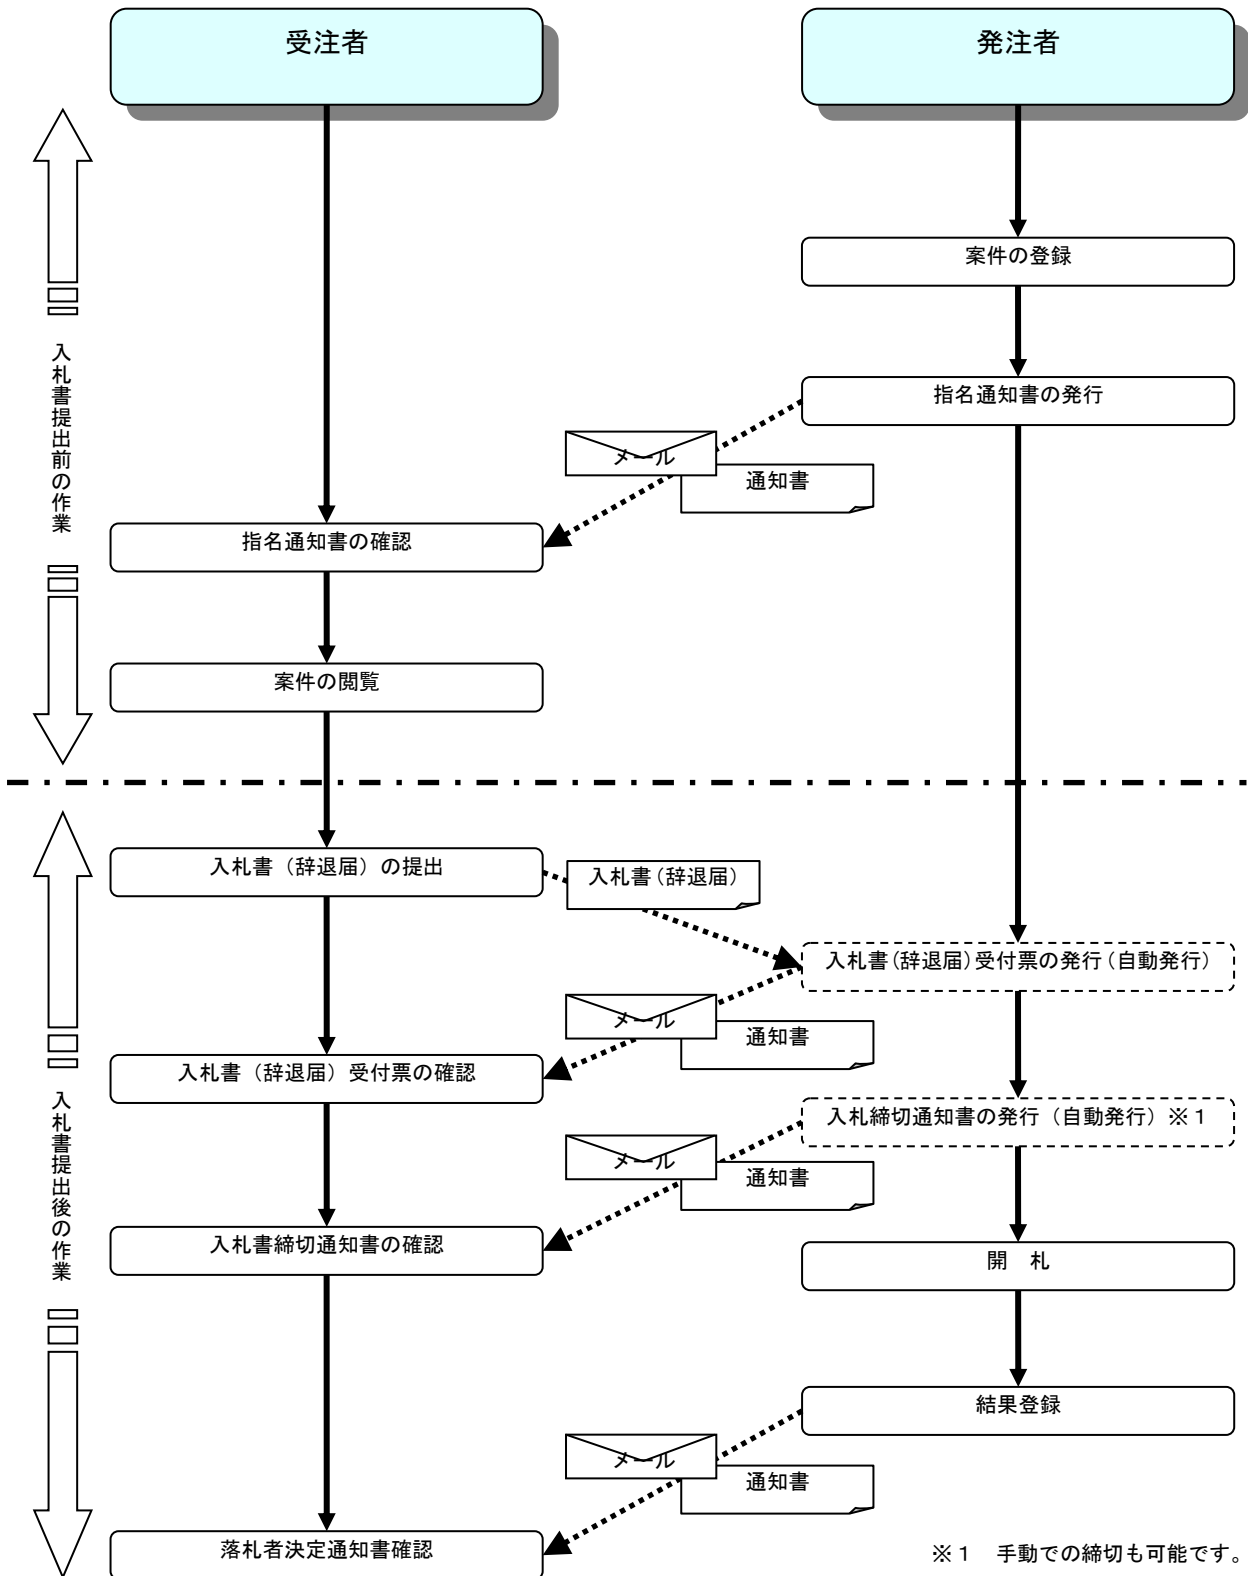 受注者
発注者
案件の登録
指名通知書の発行
メール
通知書
指名通知書の確認
案件の閲覧
入札書提出前の作業
入札書（辞退届）の提出
入札書(辞退届)
入札書(辞退届)受付票の発行(自動発行)
メール
通知書
入札書（辞退届）受付票の確認
入札締切通知書の発行（自動発行）※１
メール
通知書
入札書締切通知書の確認
開　札
結果登録
メール
通知書
落札者決定通知書確認
入札書提出後の作業
※１　手動での締切も可能です。